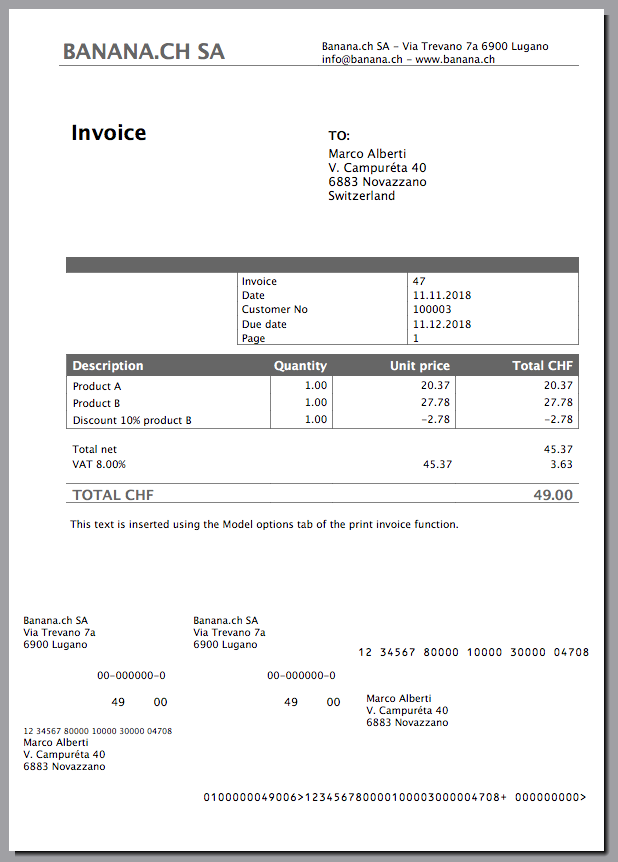 BANANA.CH SA
Banana.ch SA - Via Trevano 7a 6900 Lugano
info@banana.ch - www.banana.ch
Invoice
TO:
Marco Alberti
V. Campuréta 40
6883 Novazzano
Switzerland
Invoice 47
Date 11.11.2018
Customer No 100003
Due date 11.12.2018
Page 1
Description Quantity Unit price Total CHF
Product A 1.00 20.37 20.37
Product B 1.00 27.78 27.78
Discount 10% product B 1.00 -2.78 -2.78
Total net 45.37
VAT 8.00% 45.37 3.63
TOTAL CHF 49.00
This text is inserted using the Model options tab of the print invoice function.
Banana.ch SA
Via Trevano 7a
6900 Lugano
Banana.ch SA
Via Trevano 7a
6900 Lugano
12 34567 80000 10000 30000 04708
00-000000-0 00-000000-0
49 00 49 00
Marco Alberti
V. Campuréta 40
6883 Novazzano
12 34567 80000 10000 30000 04708
Marco Alberti
V. Campuréta 40
6883 Novazzano
0100000049006>123456780000100003000004708+ 000000000>